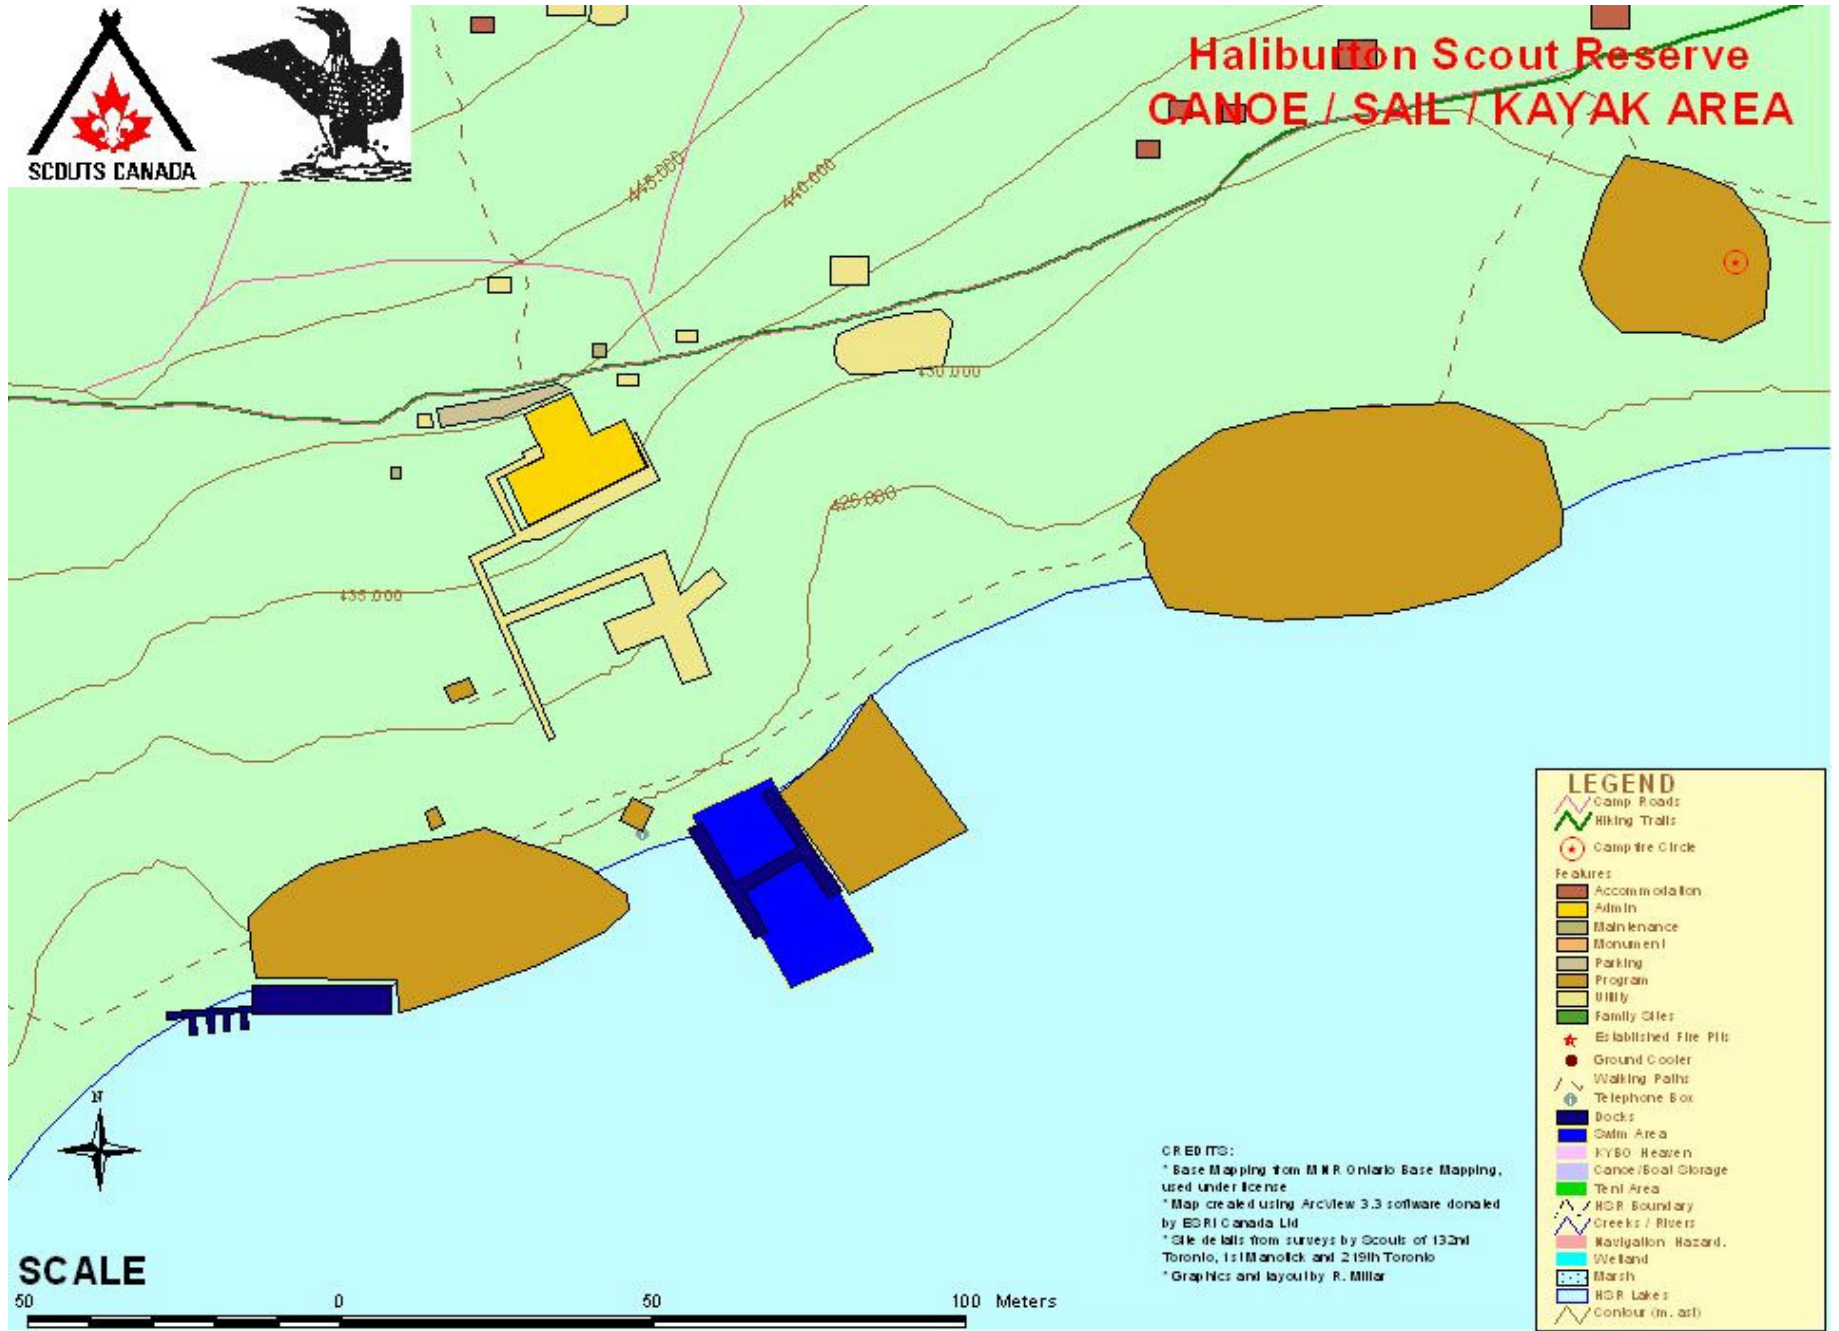 SCOUTS CANADA
Haliburton Scout Reserve
CANOE / SAIL / KAYAK AREA
445.000
440.000
430.000
425.000
435.000
LEGEND
Camp Roads
Hiking Trails
Campfire Circle
Features
Accommodation
Admin
Maintenance
Monument
Parking
Program
Utility
Family Sites
Established Fire Pits
Ground Cooler
Walking Paths
Telephone Box
Docks
Swim Area
KYBO Heaven
Canoe/Boat Storage
Tent Area
HSR Boundary
Creeks / Rivers
Navigation Hazard.
Wetland
Marsh
HSR Lakes
Contour (m. asl)
N
CREDITS:
* Base Mapping from MNR Ontario Base Mapping,
used under license
* Map created using ArcView 3.3 software donated
by ESRI Canada Ltd
* Site details from surveys by Scouts of 132nd
Toronto, 1st Manotick and 219th Toronto
* Graphics and layout by R. Millar
SCALE
50 0 50 100 Meters